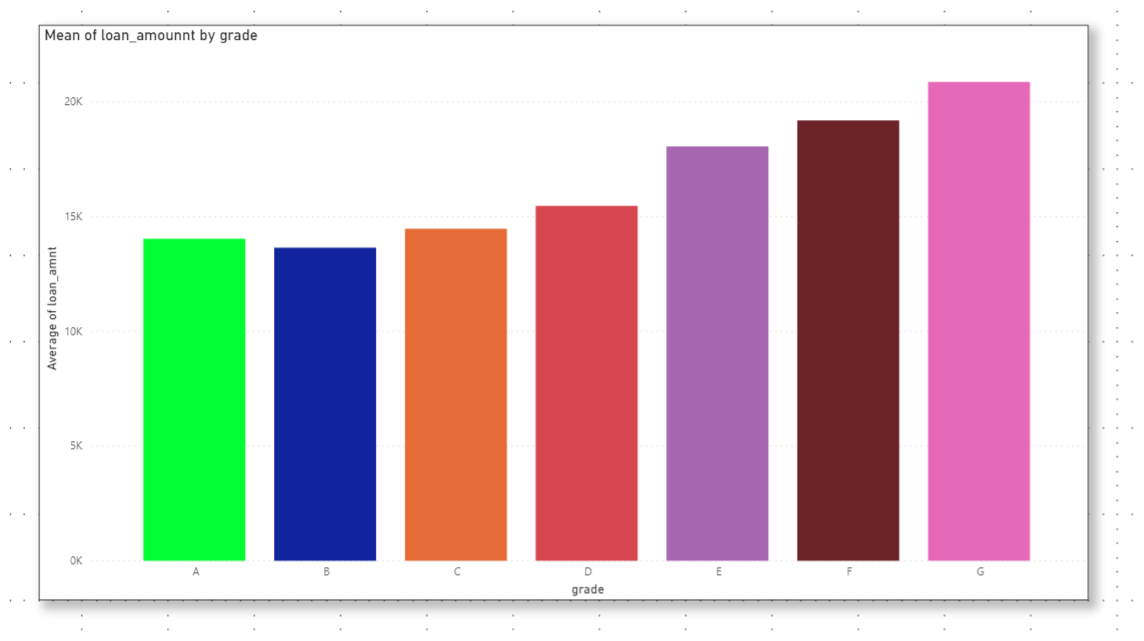 Mean of loan_amounnt by grade
20K
15K
10K
5K
0K
Average of loan_amnt
A B C D E F G
grade